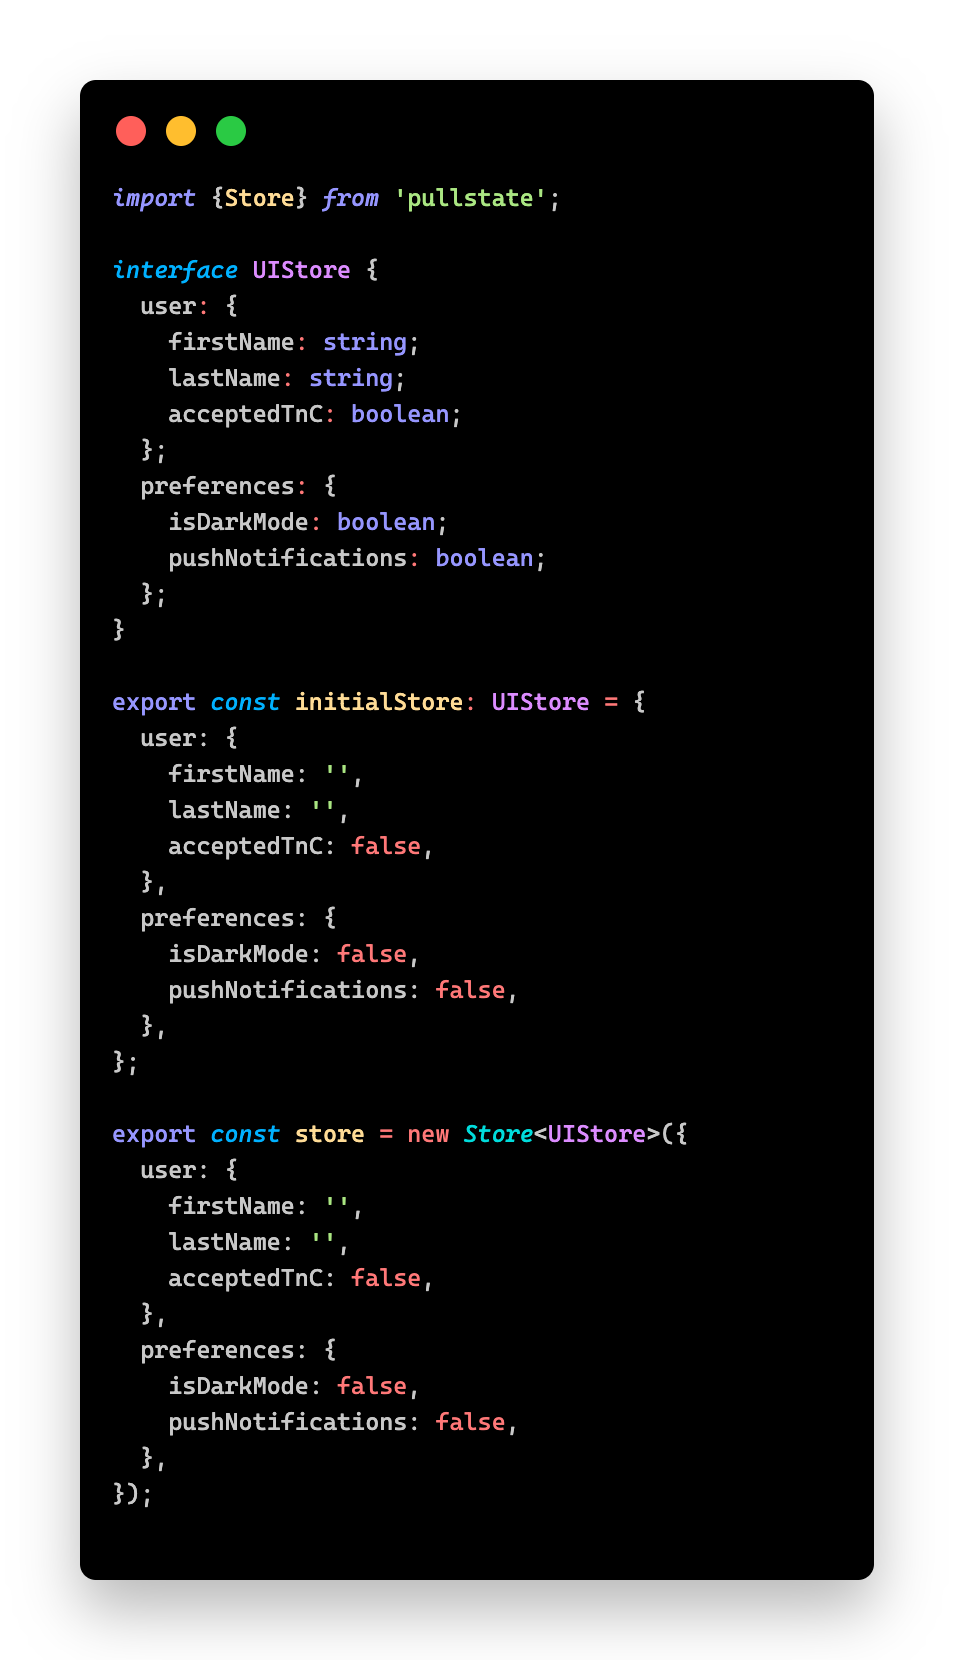 import {Store} from 'pullstate';

interface UIStore {
  user: {
    firstName: string;
    lastName: string;
    acceptedTnC: boolean;
  };
  preferences: {
    isDarkMode: boolean;
    pushNotifications: boolean;
  };
}

export const initialStore: UIStore = {
  user: {
    firstName: '',
    lastName: '',
    acceptedTnC: false,
  },
  preferences: {
    isDarkMode: false,
    pushNotifications: false,
  },
};

export const store = new Store<UIStore>({
  user: {
    firstName: '',
    lastName: '',
    acceptedTnC: false,
  },
  preferences: {
    isDarkMode: false,
    pushNotifications: false,
  },
});